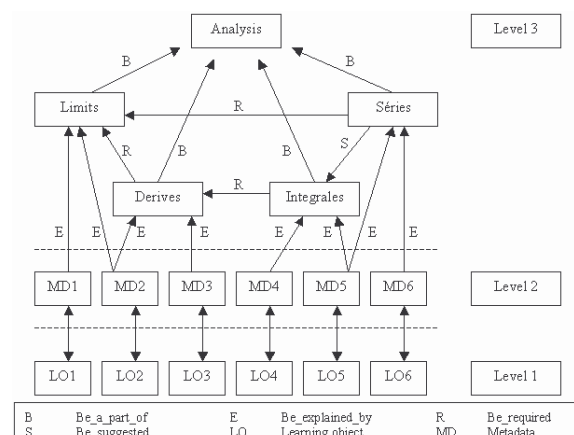 Analysis Level 3
B B
Limits R Séries
R B B S
Derives R Integrales
E E E E E E E E
MD1 MD2 MD3 MD4 MD5 MD6 Level 2
LO1 LO2 LO3 LO4 LO5 LO6 Level 1
B Be_a_part_of E Be_explained_by R Be_required
S Be_suggested LO Learning object MD Metadata